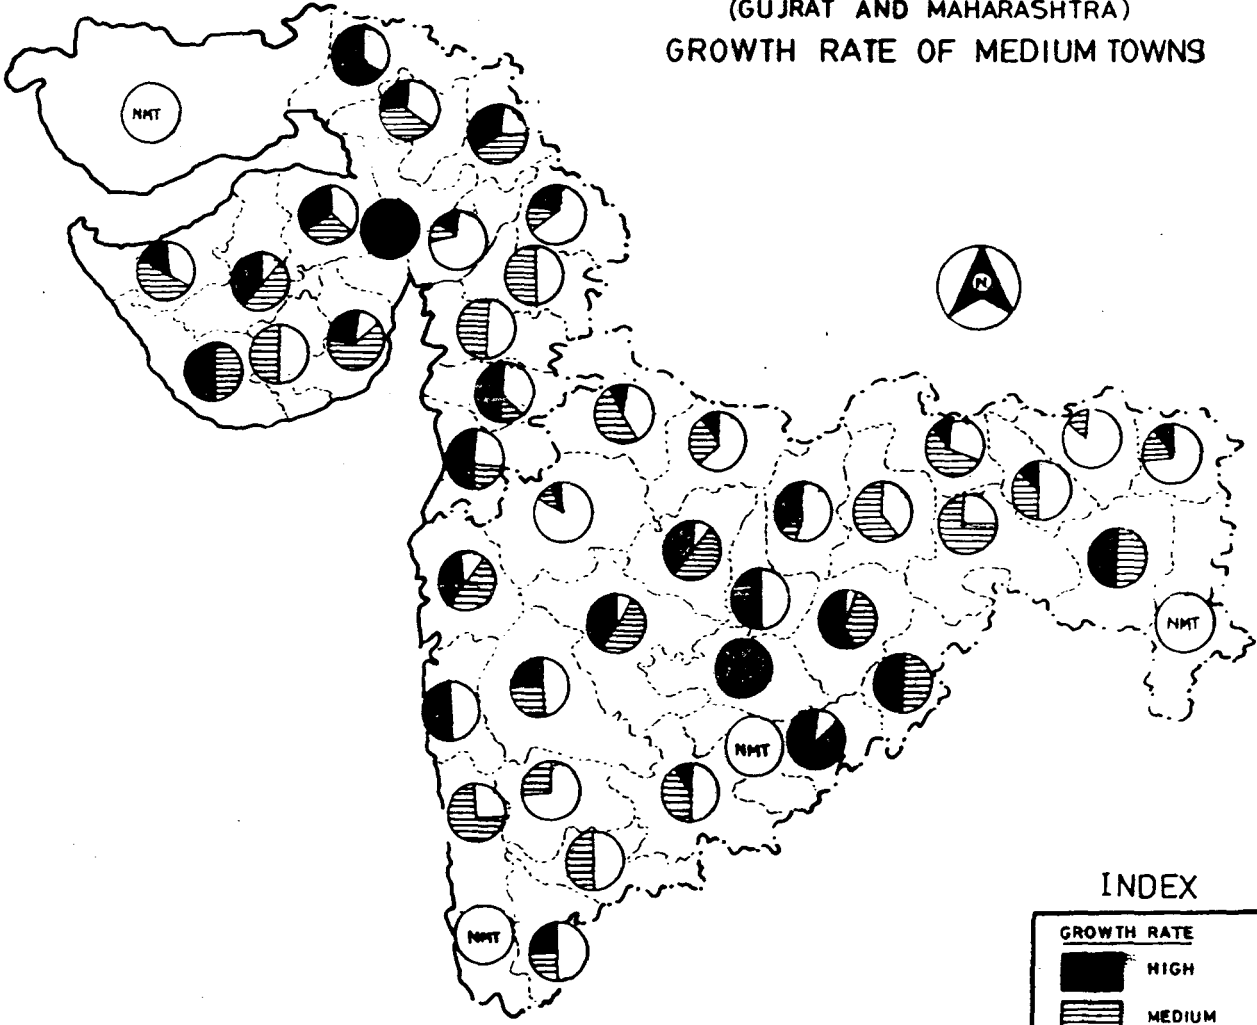 (GUJRAT AND MAHARASHTRA)
GROWTH RATE OF MEDIUM TOWNS
NMT
N
NMT
NMT
NMT
INDEX
GROWTH RATE
HIGH
MEDIUM